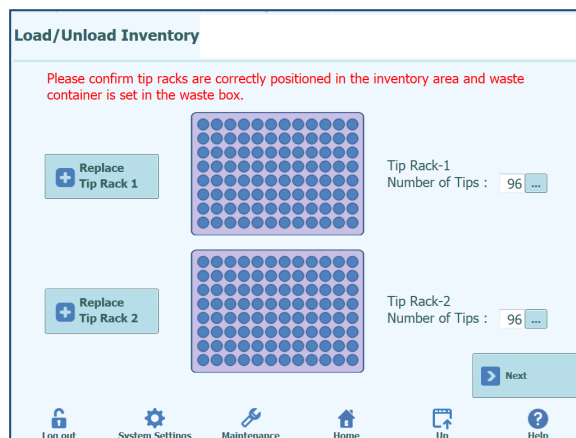 Load/Unload Inventory
Please confirm tip racks are correctly positioned in the inventory area and waste
container is set in the waste box.
Replace
Tip Rack 1
Tip Rack-1
Number of Tips : 96 ...
Replace
Tip Rack 2
Tip Rack-2
Number of Tips : 96 ...
Next
Log out System Settings Maintenance Home Up Help